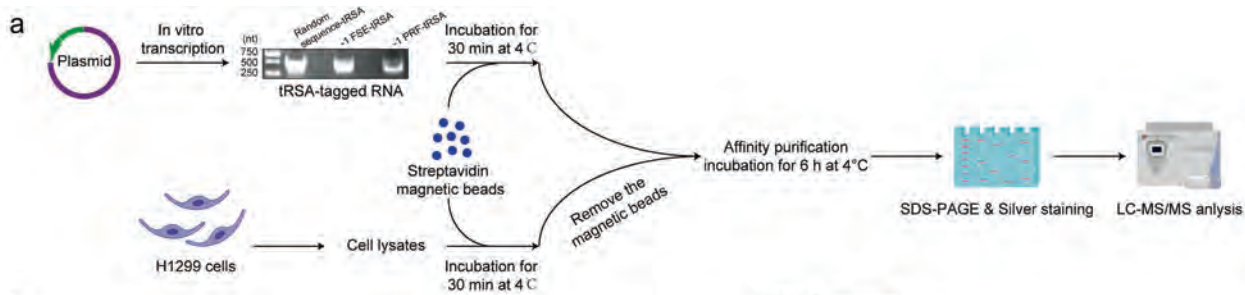 a
Plasmid
In vitro
transcription
(nt)
750
500
250
Random
sequence-tRSA
-1 FSE-tRSA
-1 PRF-tRSA
tRSA-tagged RNA
Incubation for
30 min at 4℃
Streptavidin
magnetic beads
H1299 cells
Cell lysates
Incubation for
30 min at 4℃
Remove the
magnetic beads
Affinity purification
incubation for 6 h at 4°C
SDS-PAGE & Silver staining
LC-MS/MS anlysis